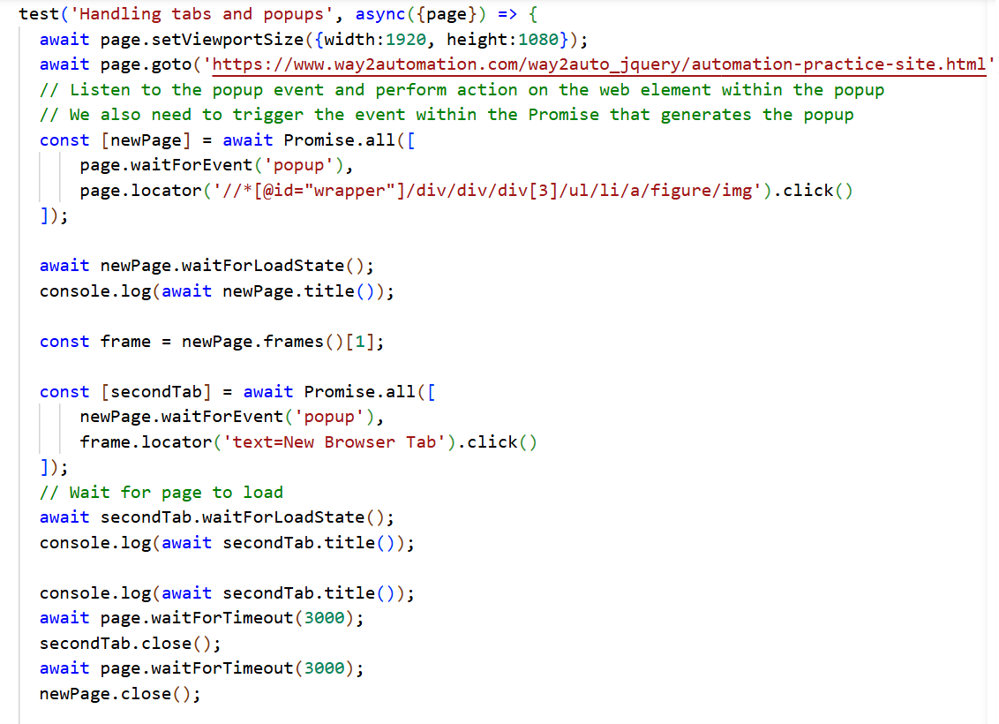 test('Handling tabs and popups', async({page}) => {
await page.setViewportSize({width:1920, height:1080});
await page.goto('https://www.way2automation.com/way2auto_jquery/automation-practice-site.html'
// Listen to the popup event and perform action on the web element within the popup
// We also need to trigger the event within the Promise that generates the popup
const [newPage] = await Promise.all([
page.waitForEvent('popup'),
page.locator('//*[@id="wrapper"]/div/div/div[3]/ul/li/a/figure/img').click()
]);
await newPage.waitForLoadState();
console.log(await newPage.title());
const frame = newPage.frames()[1];
const [secondTab] = await Promise.all([
newPage.waitForEvent('popup'),
frame.locator('text=New Browser Tab').click()
]);
// Wait for page to load
await secondTab.waitForLoadState();
console.log(await secondTab.title());
console.log(await secondTab.title());
await page.waitForTimeout(3000);
secondTab.close();
await page.waitForTimeout(3000);
newPage.close();